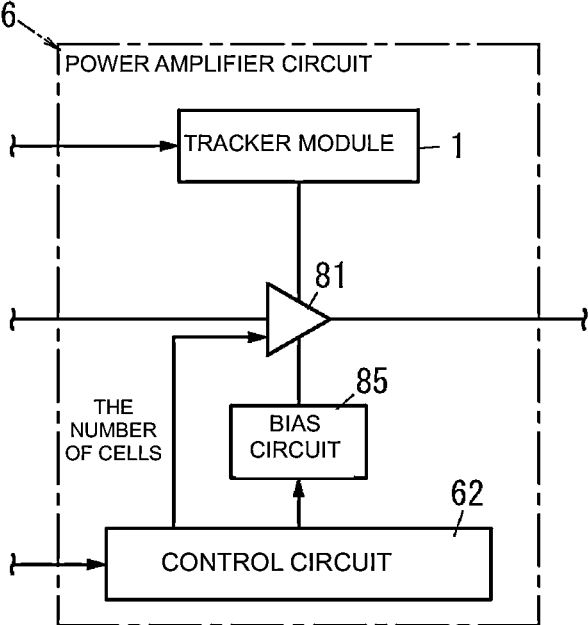 6
POWER AMPLIFIER CIRCUIT
TRACKER MODULE
1
81
85
THE
NUMBER
OF CELLS
BIAS
CIRCUIT
62
CONTROL CIRCUIT